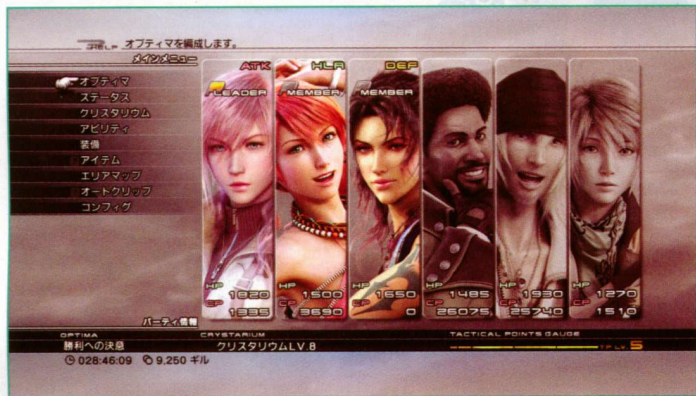 HELP オプティマを編成します。
メインメニュー
オプティマ
ステータス
クリスタリウム
アビリティ
装備
アイテム
エリアマップ
オートクリップ
コンフィグ
ATK HLR DEF
LEADER MEMBER MEMBER
HP 1820 HP 1500 HP 1650 HP 1485 HP 1930 HP 1270
CP 1335 CP 3690 CP 0 CP 26075 CP 25740 CP 1510
パーティ情報
OPTIMA CRYSTARIUM TACTICAL POINTS GAUGE
勝利への決意 クリスタリウムLV.8 TP LV. 5
028:46:09 9,250 ギル